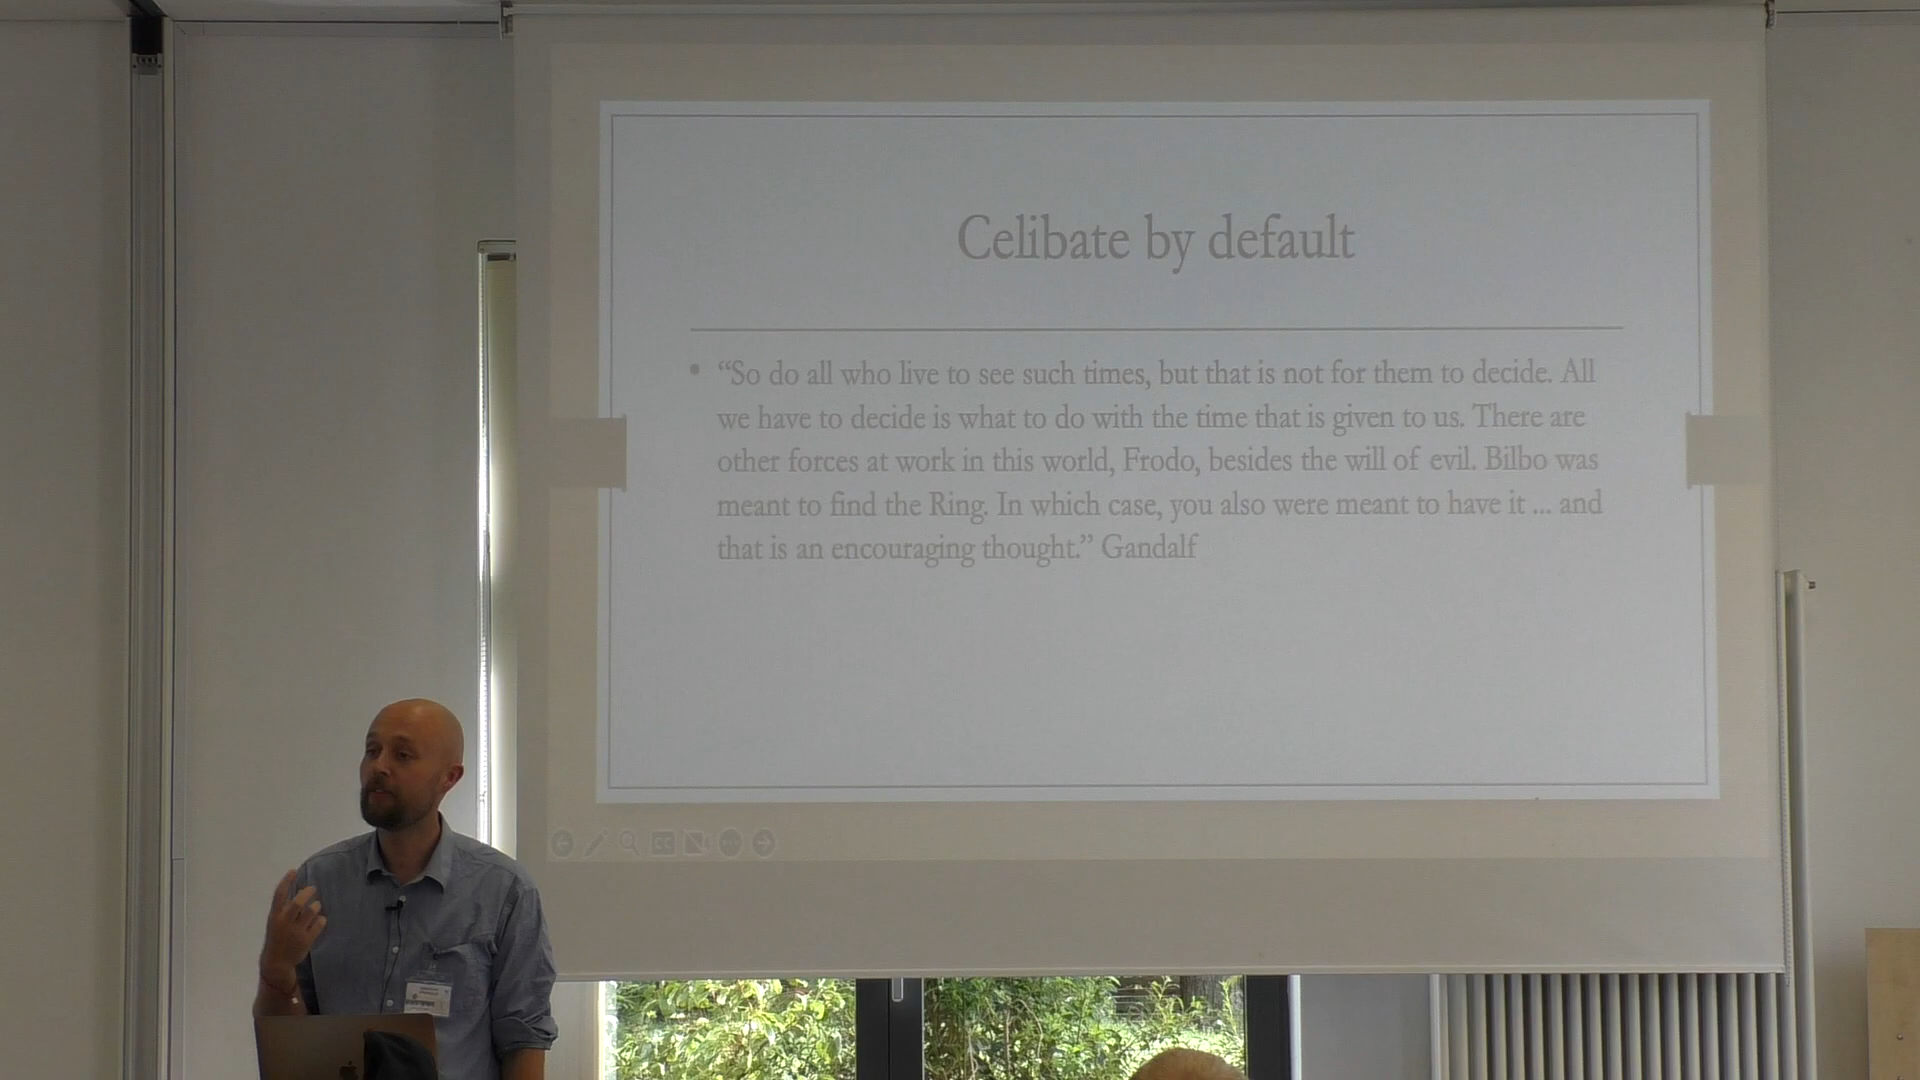 Celibate by default
• “So do all who live to see such times, but that is not for them to decide. All
we have to decide is what to do with the time that is given to us. There are
other forces at work in this world, Frodo, besides the will of evil. Bilbo was
meant to find the Ring. In which case, you also were meant to have it ... and
that is an encouraging thought.” Gandalf
CC